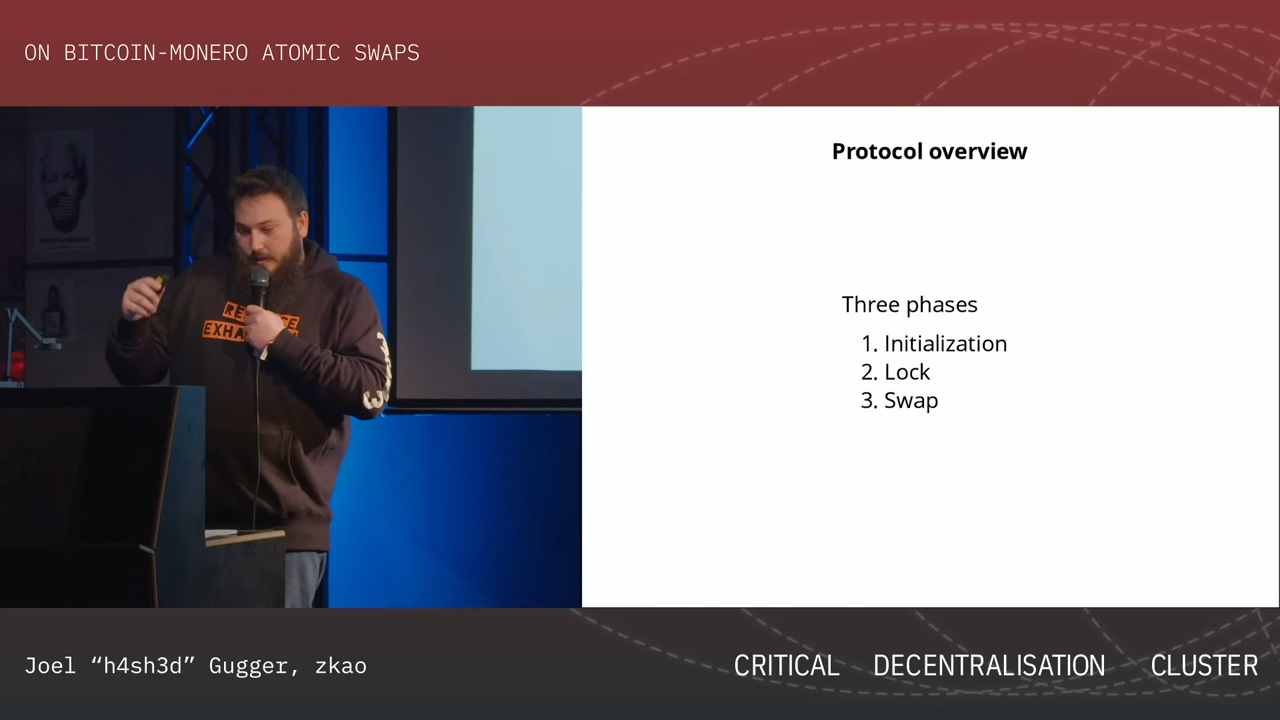 ON BITCOIN-MONERO ATOMIC SWAPS
Protocol overview
Three phases
1. Initialization
2. Lock
3. Swap
Joel “h4sh3d” Gugger, zkao
CRITICAL DECENTRALISATION CLUSTER